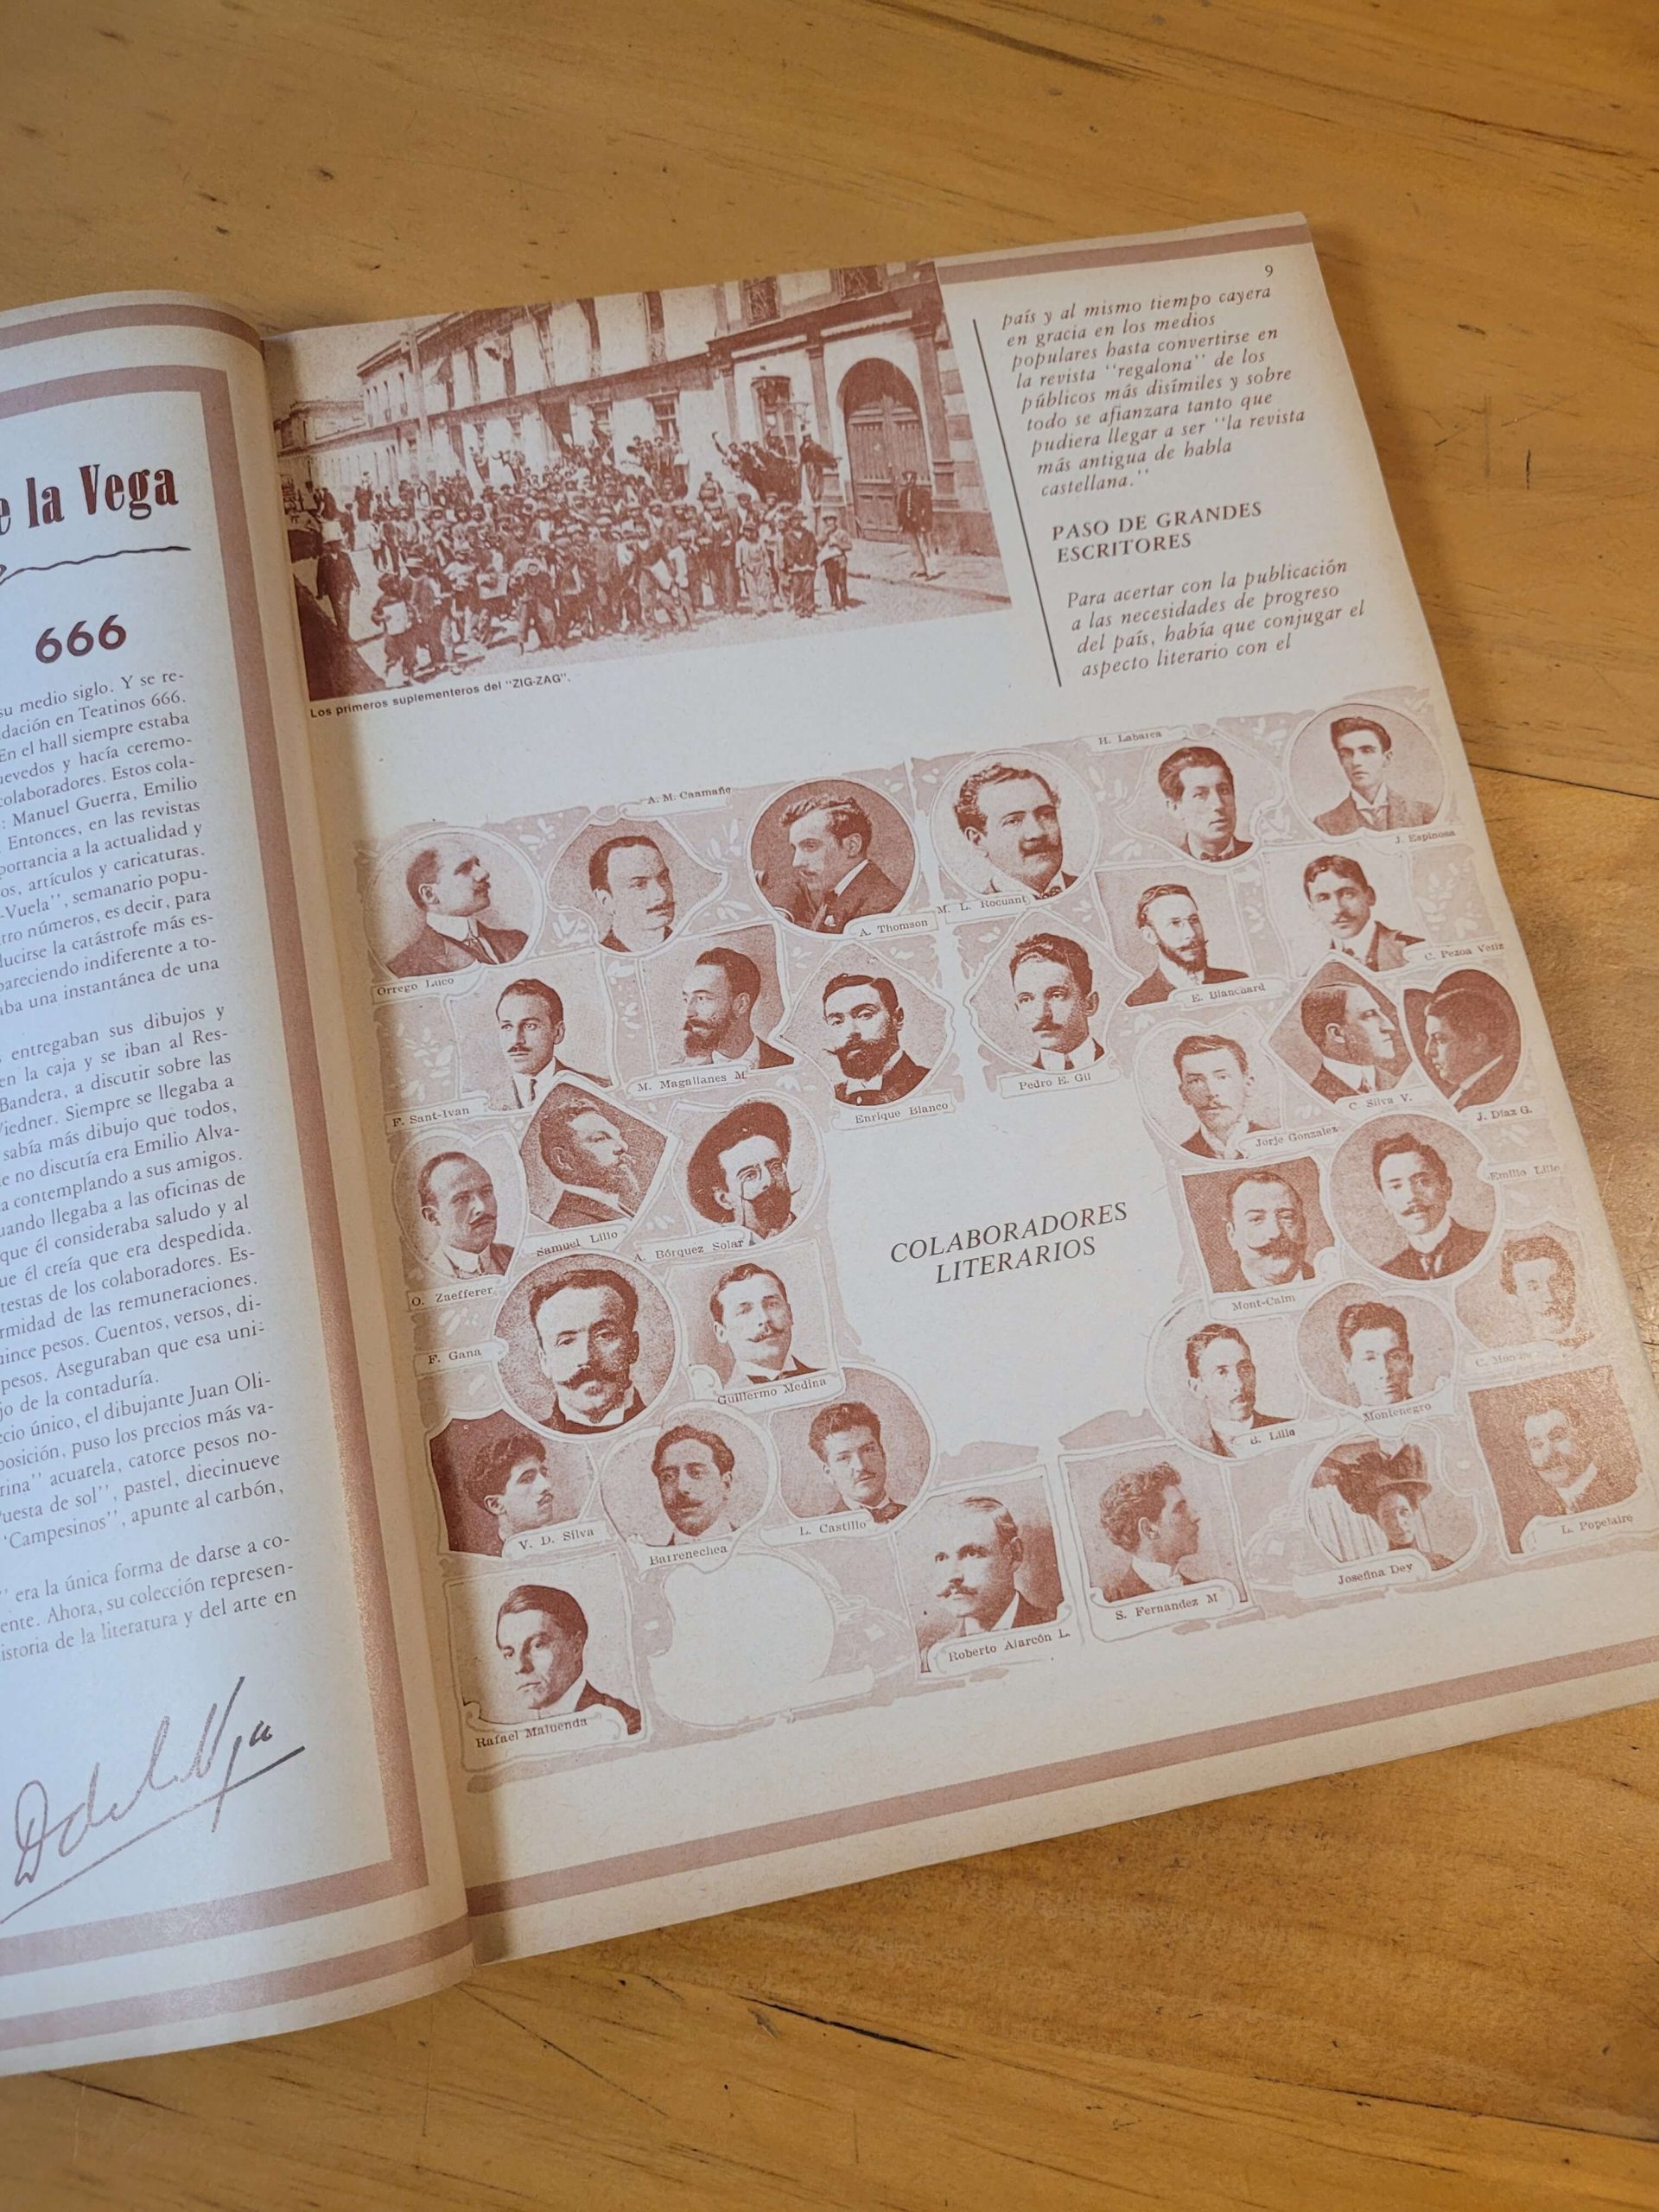 e la Vega
666
su medio siglo. Y se re-
dación en Teatinos 666.
En el hall siempre estaba
uevedos y hacía ceremo-
colaboradores. Estos cola-
: Manuel Guerra, Emilio
. Entonces, en las revistas
portancia a la actualidad y
os, artículos y caricaturas.
-Vuela'', semanario popu-
tro números, es decir, para
ducirse la catástrofe más es-
pareciendo indiferente a to-
aba una instantánea de una
entregaban sus dibujos y
en la caja y se iban al Res-
Bandera, a discutir sobre las
Wiedner. Siempre se llegaba a
sabía más dibujo que todos,
e no discutía era Emilio Alva-
a contemplando a sus amigos.
uando llegaba a las oficinas de
que él consideraba saludo y al
que él creía que era despedida.
testas de los colaboradores. Es-
rmidad de las remuneraciones.
uince pesos. Cuentos, versos, di-
pesos. Aseguraban que esa uni-
jo de la contaduría.
ecio único, el dibujante Juan Oli-
posición, puso los precios más va-
rina'' acuarela, catorce pesos no-
Puesta de sol'', pastel, diecinueve
''Campesinos'', apunte al carbón,
'' era la única forma de darse a co-
ente. Ahora, su colección represen-
istoria de la literatura y del arte en
D de la Vega
9
Los primeros suplementeros del "ZIG-ZAG".
país y al mismo tiempo cayera
en gracia en los medios
populares hasta convertirse en
la revista ''regalona'' de los
públicos más disímiles y sobre
todo se afianzara tanto que
pudiera llegar a ser ''la revista
más antigua de habla
castellana.''
PASO DE GRANDES
ESCRITORES
Para acertar con la publicación
a las necesidades de progreso
del país, había que conjugar el
aspecto literario con el
H. Labarca
A. M. Caamaño
J. Espinosa
A. Thomson
M. L. Rocuant
Orrego Luco
C. Pezoa Veliz
E. Blanchard
M. Magallanes M.
Pedro E. Gil
F. Sant-Ivan
Enrique Blanco
C. Silva V.
J. Diaz G.
Jorje Gonzalez
Emilio Lillo
Samuel Lillo
A. Bórquez Solar
O. Zaefferer
COLABORADORES
LITERARIOS
Mont-Calm
F. Gana
Guillermo Medina
C.
B. Lillo
Montenegro
V. D. Silva
Barrenechea
L. Castillo
L. Popelaire
Josefina Dey
S. Fernandez M
Roberto Alarcón L.
Rafael Maluenda